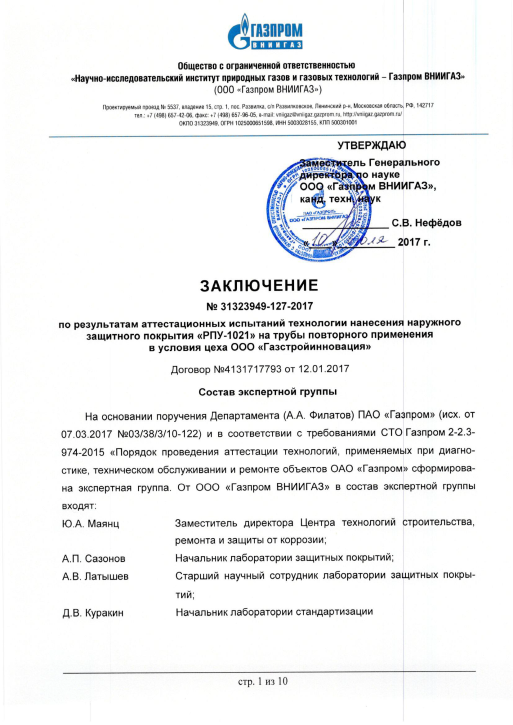 ГАЗПРОМ
ВНИИГАЗ
Общество с ограниченной ответственностью
«Научно-исследовательский институт природных газов и газовых технологий – Газпром ВНИИГАЗ»
(ООО «Газпром ВНИИГАЗ»)
Проектируемый проезд № 5537, владение 15, стр. 1, пос. Развилка, с/п Развилковское, Ленинский р-н, Московская область, РФ, 142717
тел.: +7 (498) 657-42-06, факс: +7 (498) 657-96-05, e-mail: vniigaz@vniigaz.gazprom.ru, http://vniigaz.gazprom.ru/
ОКПО 31323949, ОГРН 1025000651598, ИНН 5003028155, КПП 500301001
УТВЕРЖДАЮ
Заместитель Генерального
директора по науке
ООО «Газпром ВНИИГАЗ»,
канд. техн. наук
ПАО «ГАЗПРОМ»
ООО «ГАЗПРОМ ВНИИГАЗ»
С.В. Нефёдов
«10» 2017 г.
ЗАКЛЮЧЕНИЕ
№ 31323949-127-2017
по результатам аттестационных испытаний технологии нанесения наружного
защитного покрытия «РПУ-1021» на трубы повторного применения
в условия цеха ООО «Газстройинновация»
Договор №4131717793 от 12.01.2017
Состав экспертной группы
На основании поручения Департамента (А.А. Филатов) ПАО «Газпром» (исх. от
07.03.2017 №03/38/3/10-122) и в соответствии с требованиями СТО Газпром 2-2.3-
974-2015 «Порядок проведения аттестации технологий, применяемых при диагно-
стике, техническом обслуживании и ремонте объектов ОАО «Газпром» сформирова-
на экспертная группа. От ООО «Газпром ВНИИГАЗ» в состав экспертной группы
входят:
Ю.А. Маянц Заместитель директора Центра технологий строительства,
ремонта и защиты от коррозии;
А.П. Сазонов Начальник лаборатории защитных покрытий;
А.В. Латышев Старший научный сотрудник лаборатории защитных покры-
тий;
Д.В. Куракин Начальник лаборатории стандартизации
стр. 1 из 10